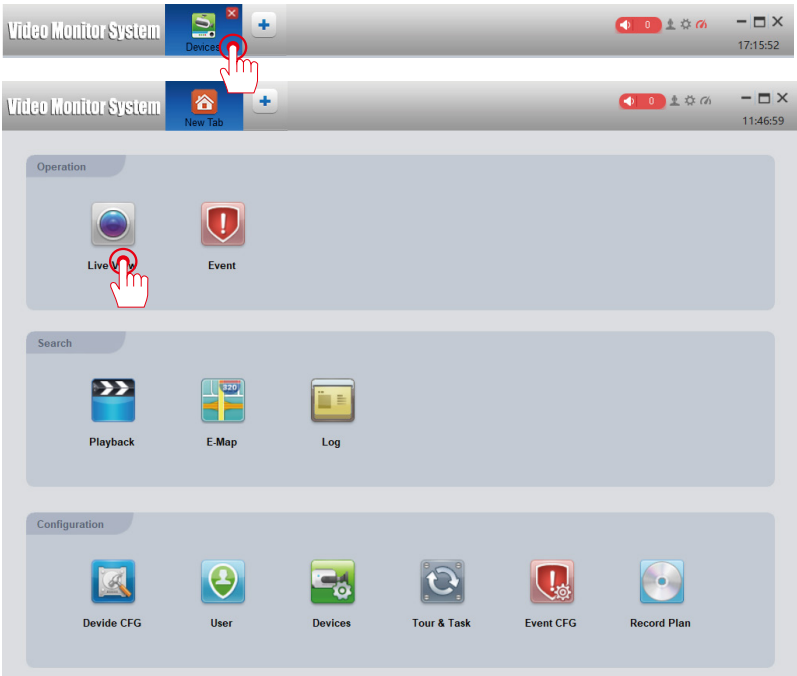 Video Monitor System
Devices
0
17:15:52
Video Monitor System
New Tab
0
11:46:59
Operation
Live View
Event
Search
320
Playback
E-Map
Log
Configuration
Devide CFG
User
Devices
Tour & Task
Event CFG
Record Plan